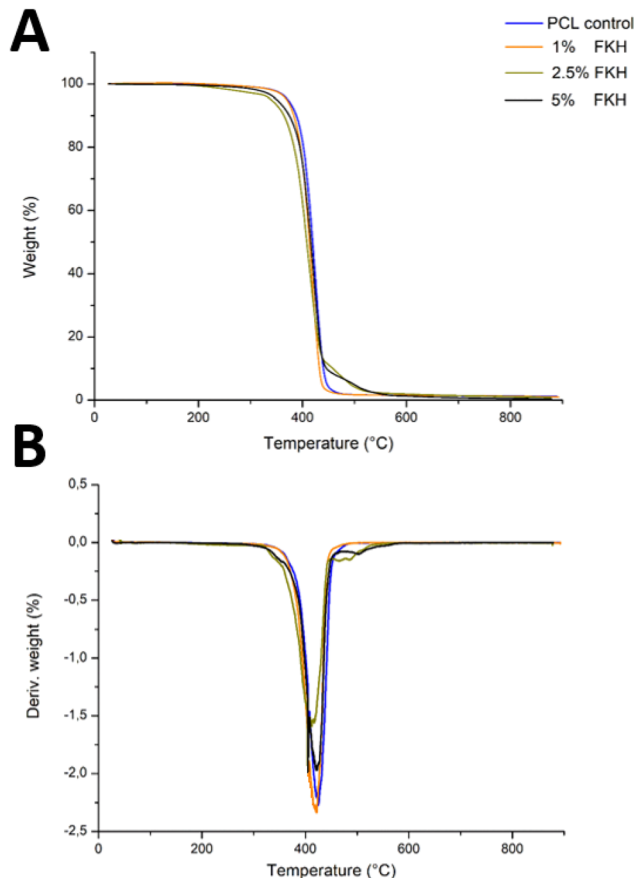 A
PCL control
1% FKH
2.5% FKH
5% FKH
100
80
60
40
20
0
Weight (%)
0 200 400 600 800
Temperature (°C)
B
0,5
0,0
-0,5
-1,0
-1,5
-2,0
-2,5
Deriv. weight (%)
0 200 400 600 800
Temperature (°C)